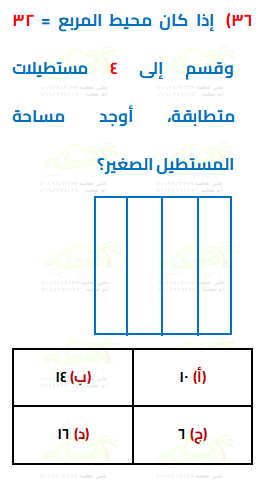 ٣٦) إذا كان محيط المربع = ٣٢
وقسم إلى ٤ مستطيلات
متطابقة، أوجد مساحة
المستطيل الصغير؟
(أ) ١٠
(ب) ١٤
(ج) ٦
(د) ١٦